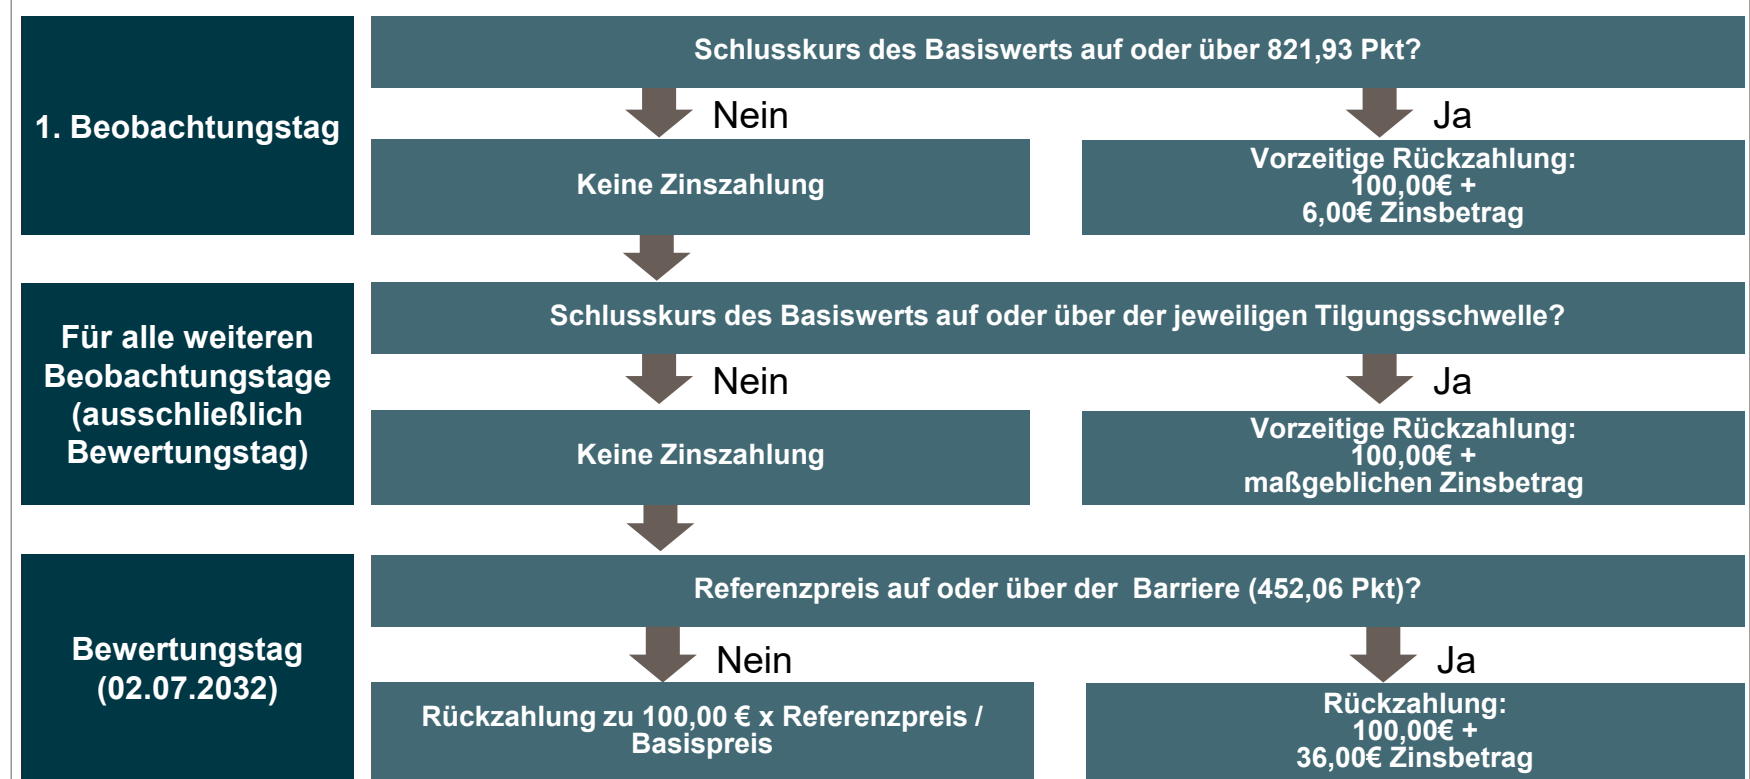 1. Beobachtungstag
Schlusskurs des Basiswerts auf oder über 821,93 Pkt?
Nein
Ja
Keine Zinszahlung
Vorzeitige Rückzahlung:
100,00€ +
6,00€ Zinsbetrag
Für alle weiteren
Beobachtungstage
(ausschließlich
Bewertungstag)
Schlusskurs des Basiswerts auf oder über der jeweiligen Tilgungsschwelle?
Nein
Ja
Keine Zinszahlung
Vorzeitige Rückzahlung:
100,00€ +
maßgeblichen Zinsbetrag
Bewertungstag
(02.07.2032)
Referenzpreis auf oder über der Barriere (452,06 Pkt)?
Nein
Ja
Rückzahlung zu 100,00 € x Referenzpreis /
Basispreis
Rückzahlung:
100,00€ +
36,00€ Zinsbetrag